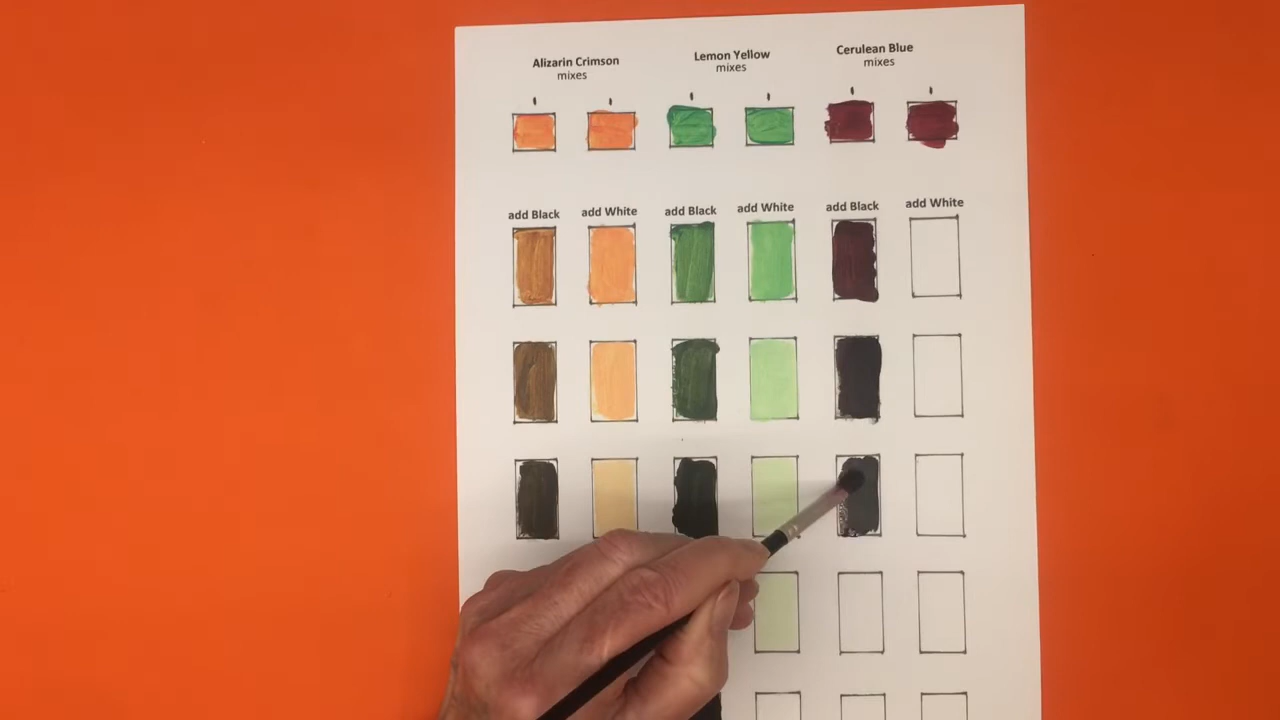 Alizarin Crimson
mixes
Lemon Yellow
mixes
Cerulean Blue
mixes
add Black
add White
add Black
add White
add Black
add White